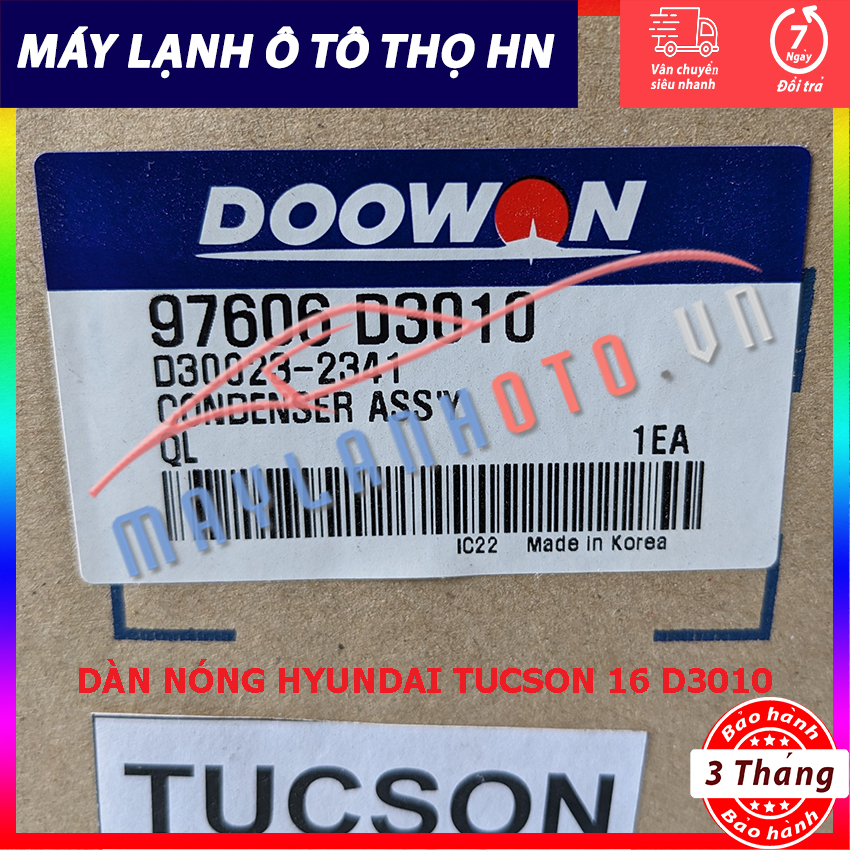 MÁY LẠNH Ô TÔ THỌ HN
Vân chuyển
siêu nhanh
7
Ngày
Đổi trả
DOOWON
97606 D3010
D30023-2341
CONDENSER ASS'Y
QL
1EA
MAYLANHOTO.VN
IC22 Made in Korea
DÀN NÓNG HYUNDAI TUCSON 16 D3010
TUCSON
Bảo hành
3 Tháng
Bảo hành